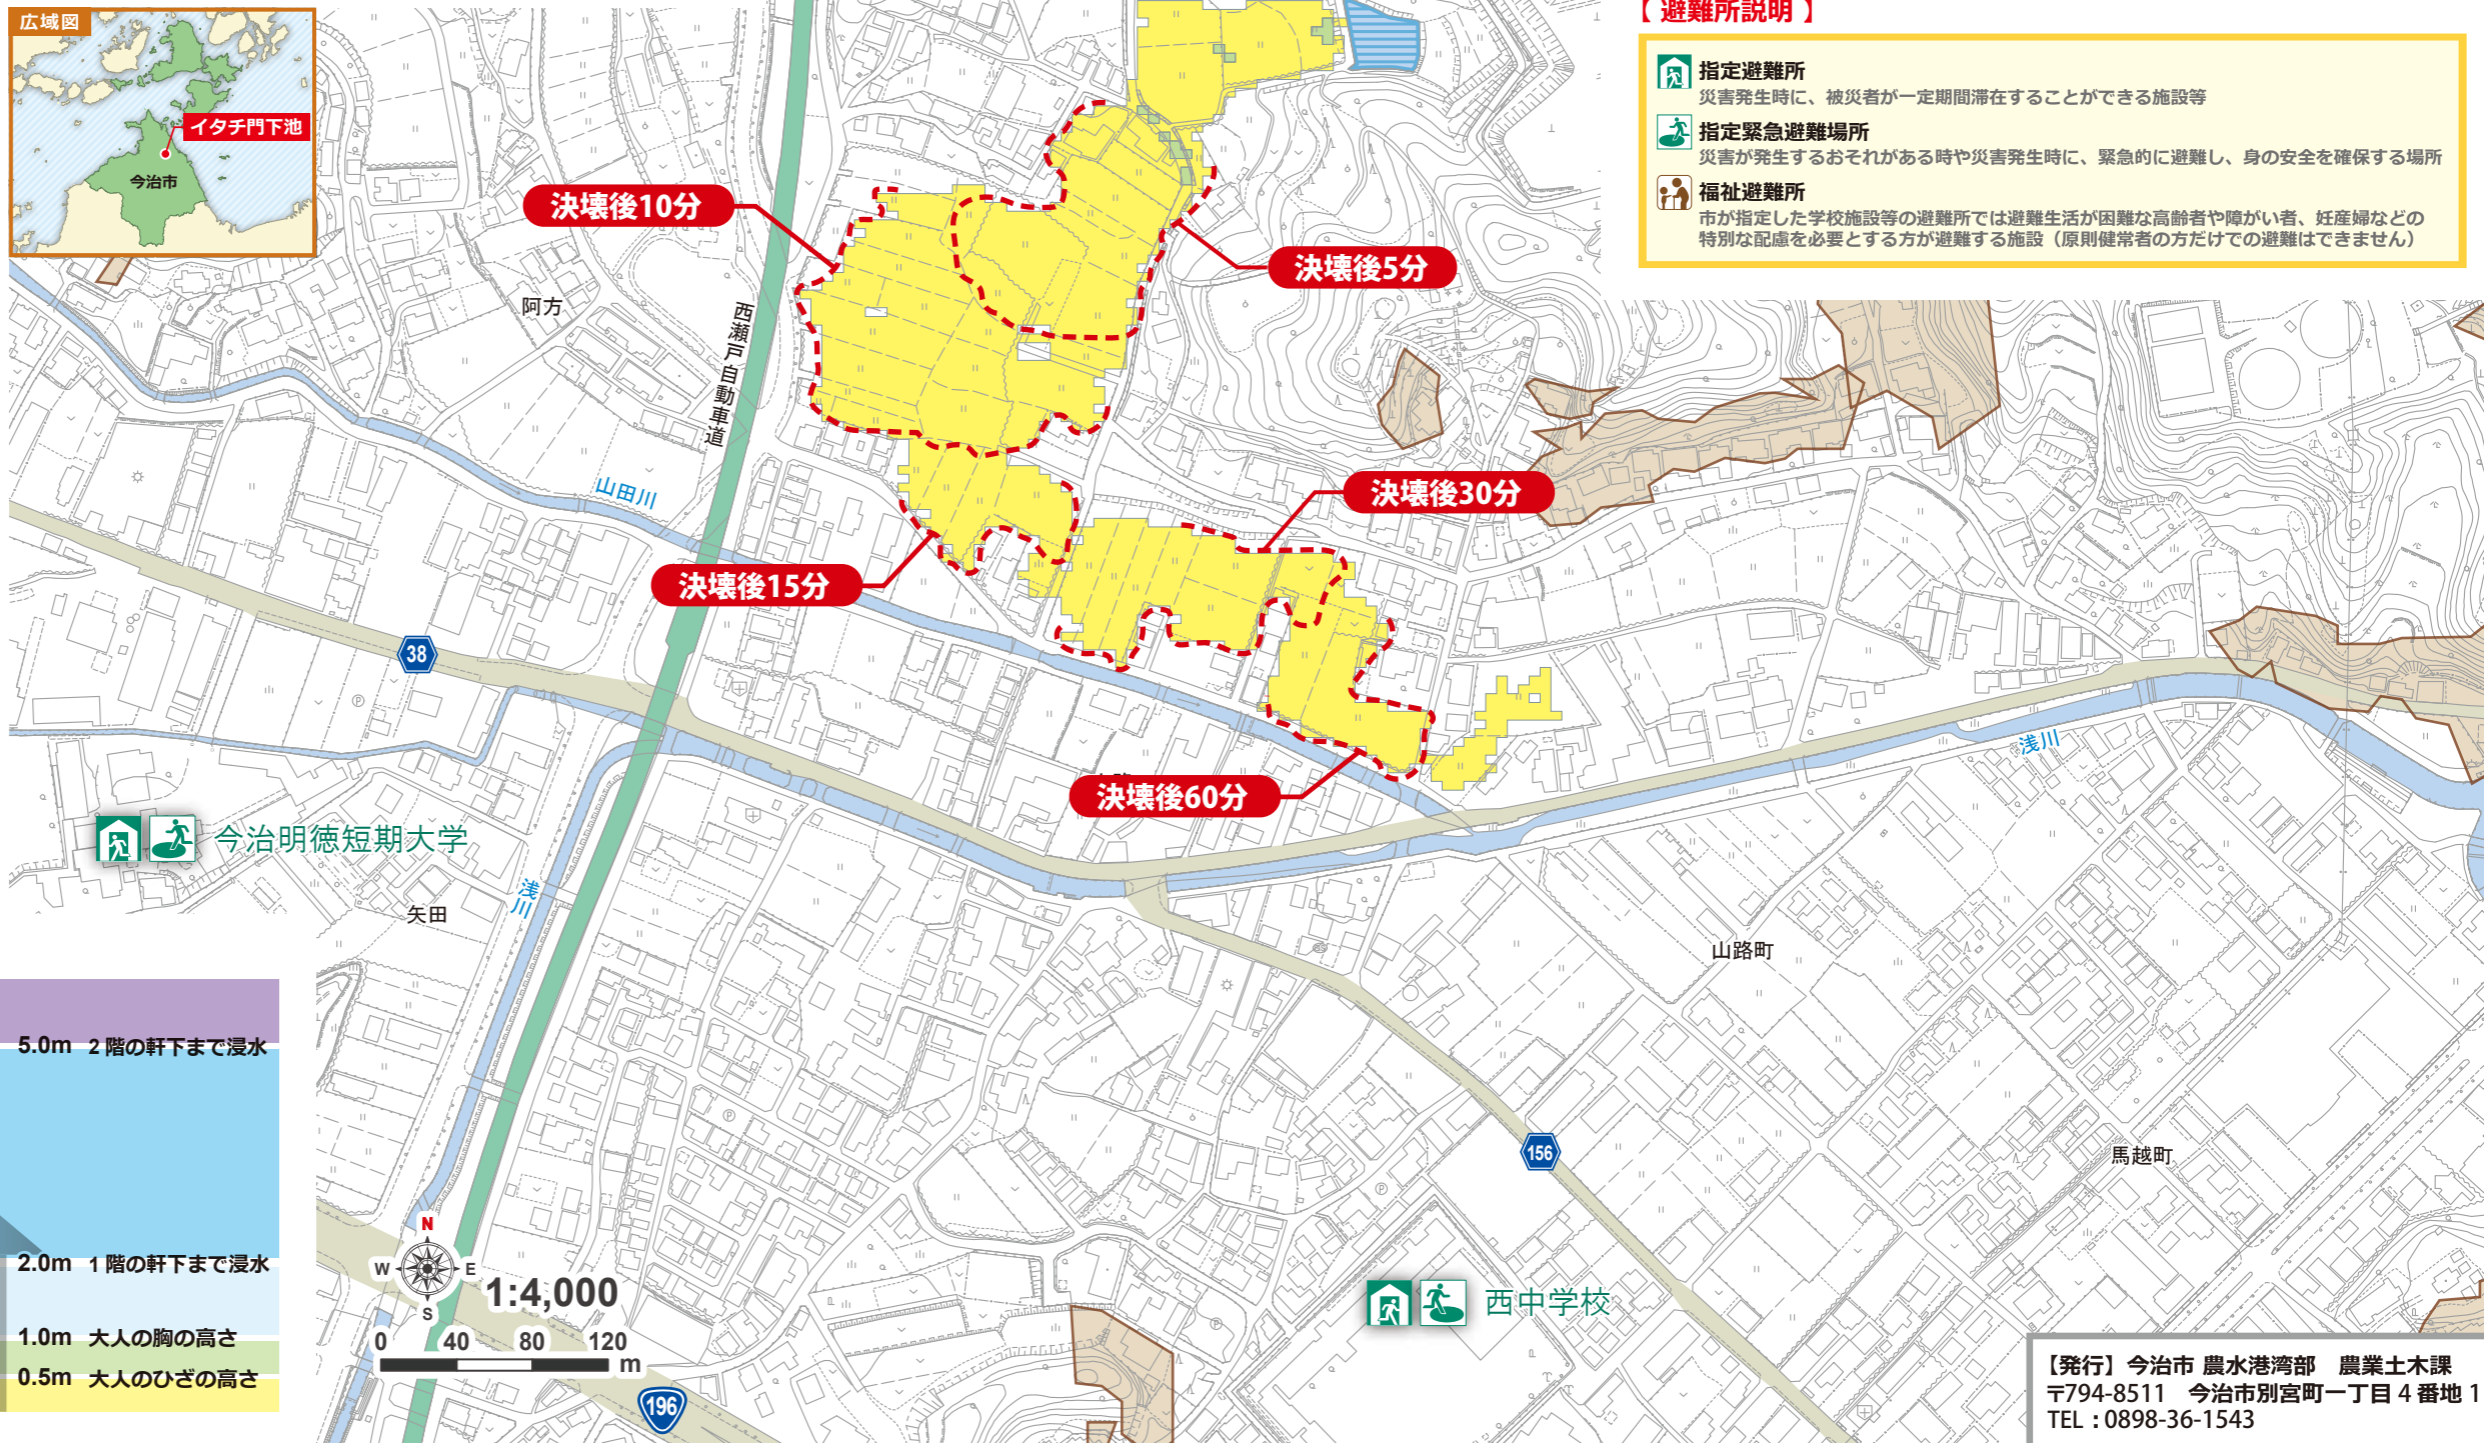 広域図
イタチ門下池
今治市
【 避難所説明 】
指定避難所
災害発生時に、被災者が一定期間滞在することができる施設等
指定緊急避難場所
災害が発生するおそれがある時や災害発生時に、緊急的に避難し、身の安全を確保する場所
福祉避難所
市が指定した学校施設等の避難所では避難生活が困難な高齢者や障がい者、妊産婦などの
特別な配慮を必要とする方が避難する施設（原則健常者の方だけでの避難はできません）
決壊後10分
決壊後5分
阿方
西瀬戸自動車道
山田川
決壊後30分
決壊後15分
38
浅川
決壊後60分
今治明徳短期大学
浅川
矢田
山路町
156
馬越町
西中学校
5.0m 2階の軒下まで浸水
2.0m 1階の軒下まで浸水
1.0m 大人の胸の高さ
0.5m 大人のひざの高さ
N
W E
S
1:4,000
0 40 80 120
m
196
【発行】今治市 農水港湾部 農業土木課
〒794-8511 今治市別宮町一丁目4番地1
TEL：0898-36-1543